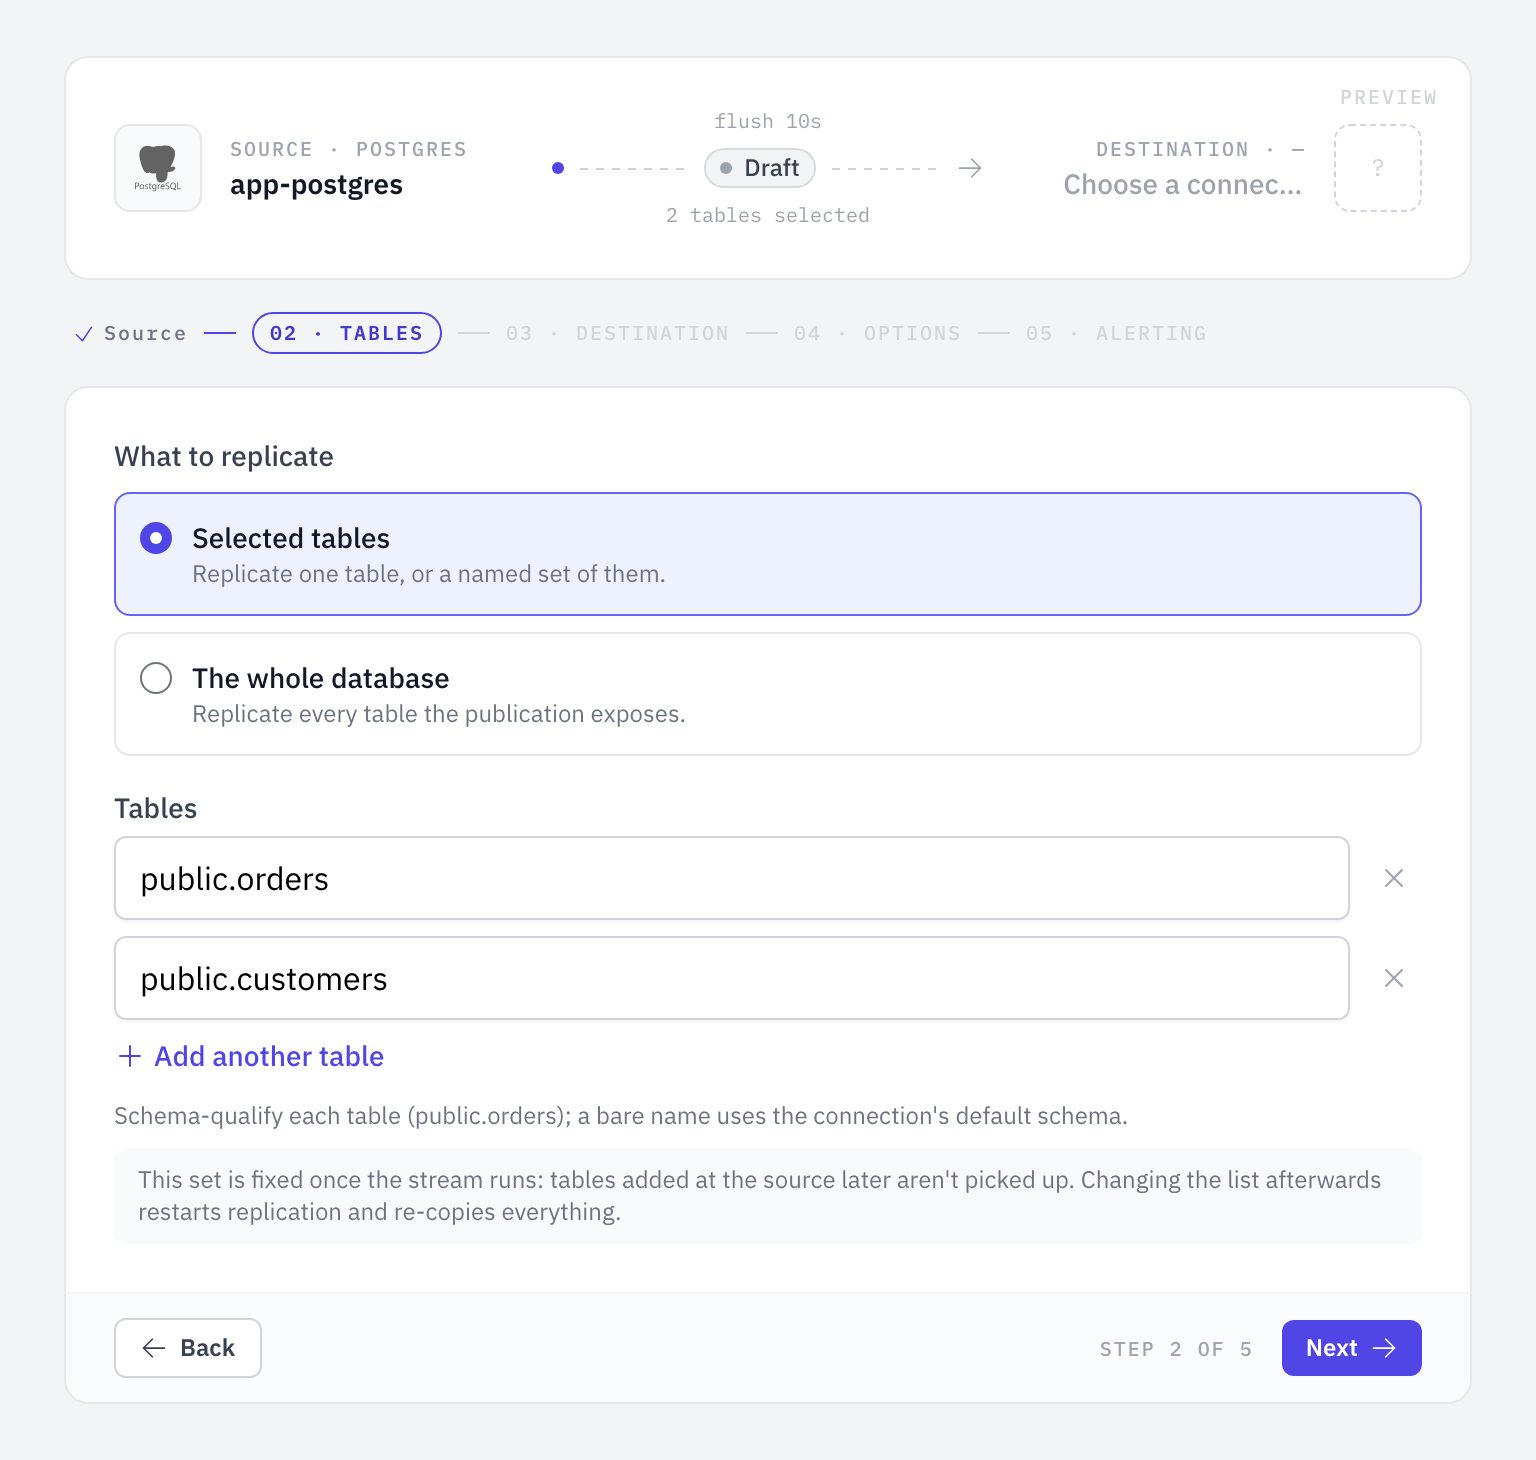 PREVIEW
PostgreSQL
SOURCE · POSTGRES
app-postgres
flush 10s
Draft
2 tables selected
DESTINATION · —
Choose a connec...
?
Source
02 · TABLES
03 · DESTINATION
04 · OPTIONS
05 · ALERTING
What to replicate
Selected tables
Replicate one table, or a named set of them.
The whole database
Replicate every table the publication exposes.
Tables
public.orders
public.customers
Add another table
Schema-qualify each table (public.orders); a bare name uses the connection's default schema.
This set is fixed once the stream runs: tables added at the source later aren't picked up. Changing the list afterwards
restarts replication and re-copies everything.
Back
STEP 2 OF 5
Next